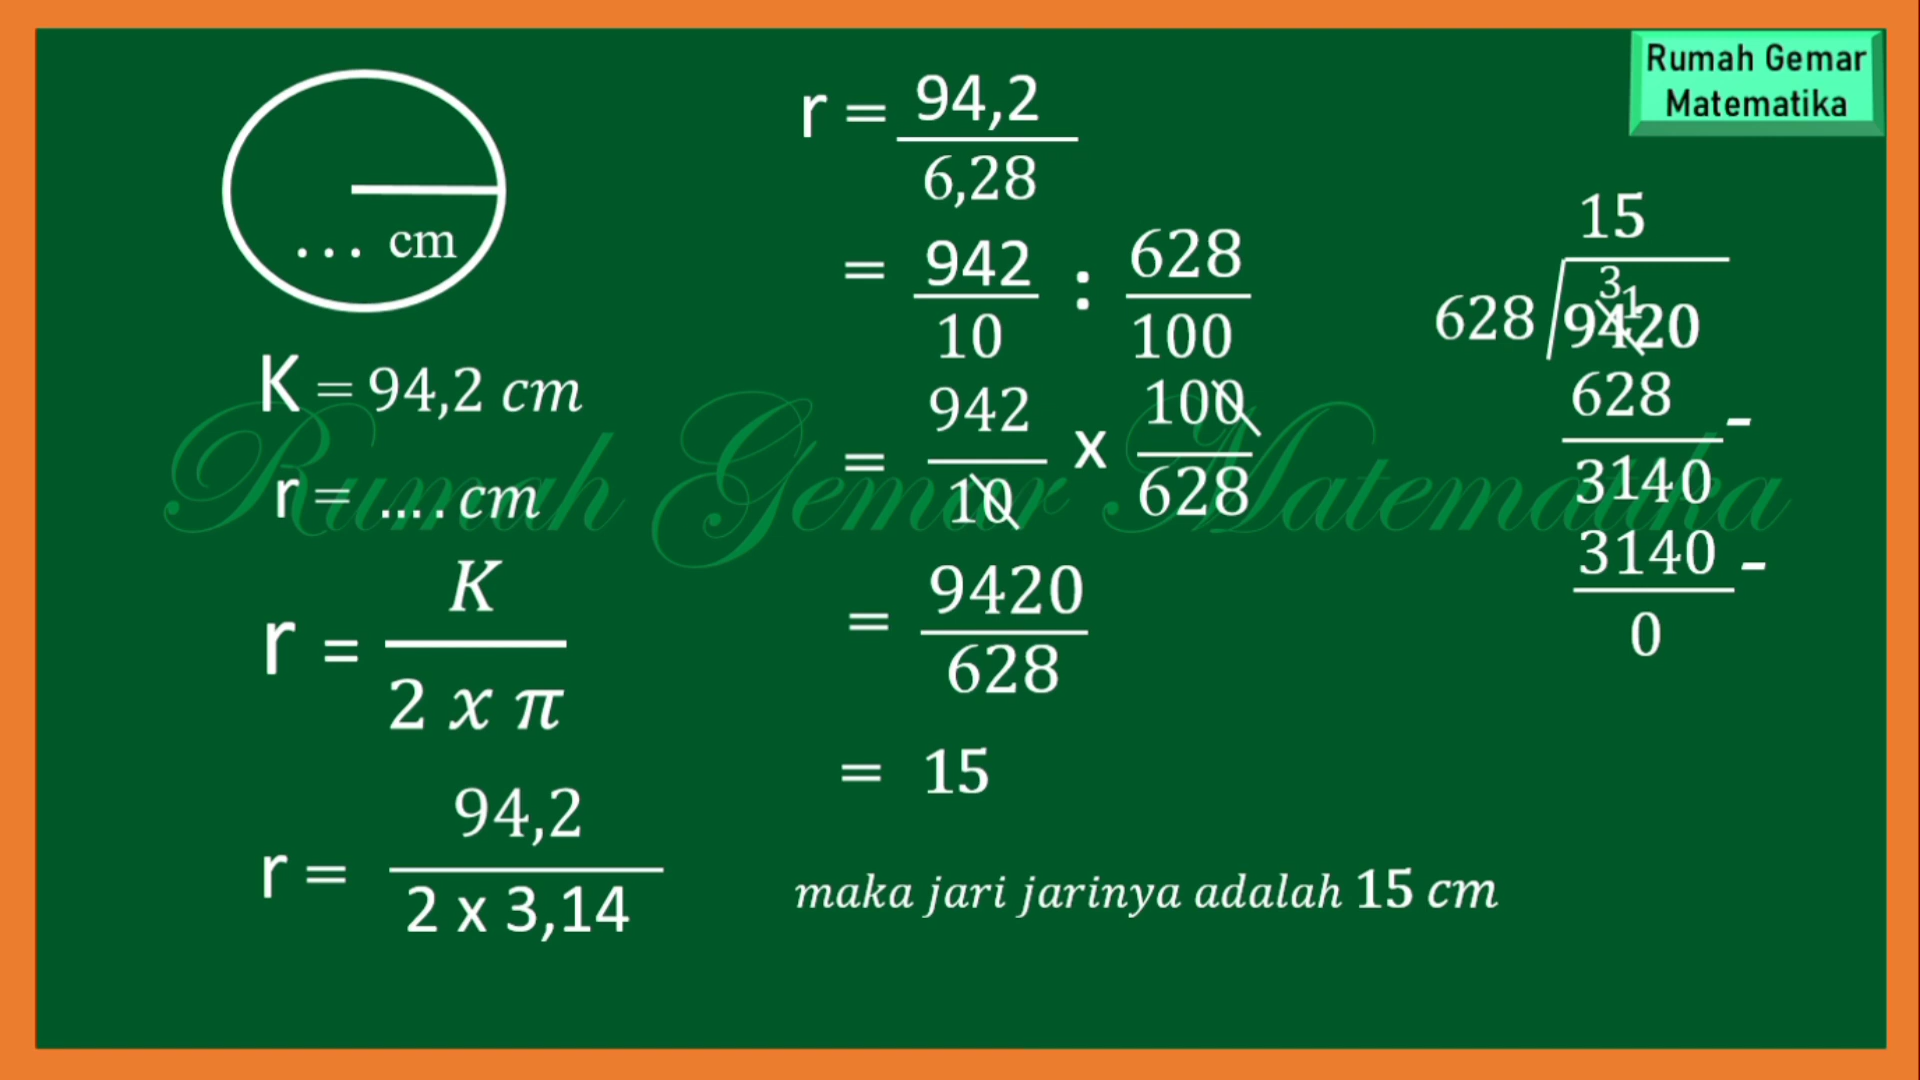 Rumah Gemar
Matematika
... cm
K = 94,2 cm
r = .... cm
r = K
2 x π
r = 94,2
2 x 3,14
r = 94,2
6,28
= 942 : 628
10 100
= 942 x 100
10 628
= 9420
628
= 15
maka jari jarinya adalah 15 cm
15
3 1
628 9420
628 -
3140
3140 -
0
Rumah Gemar Matematika